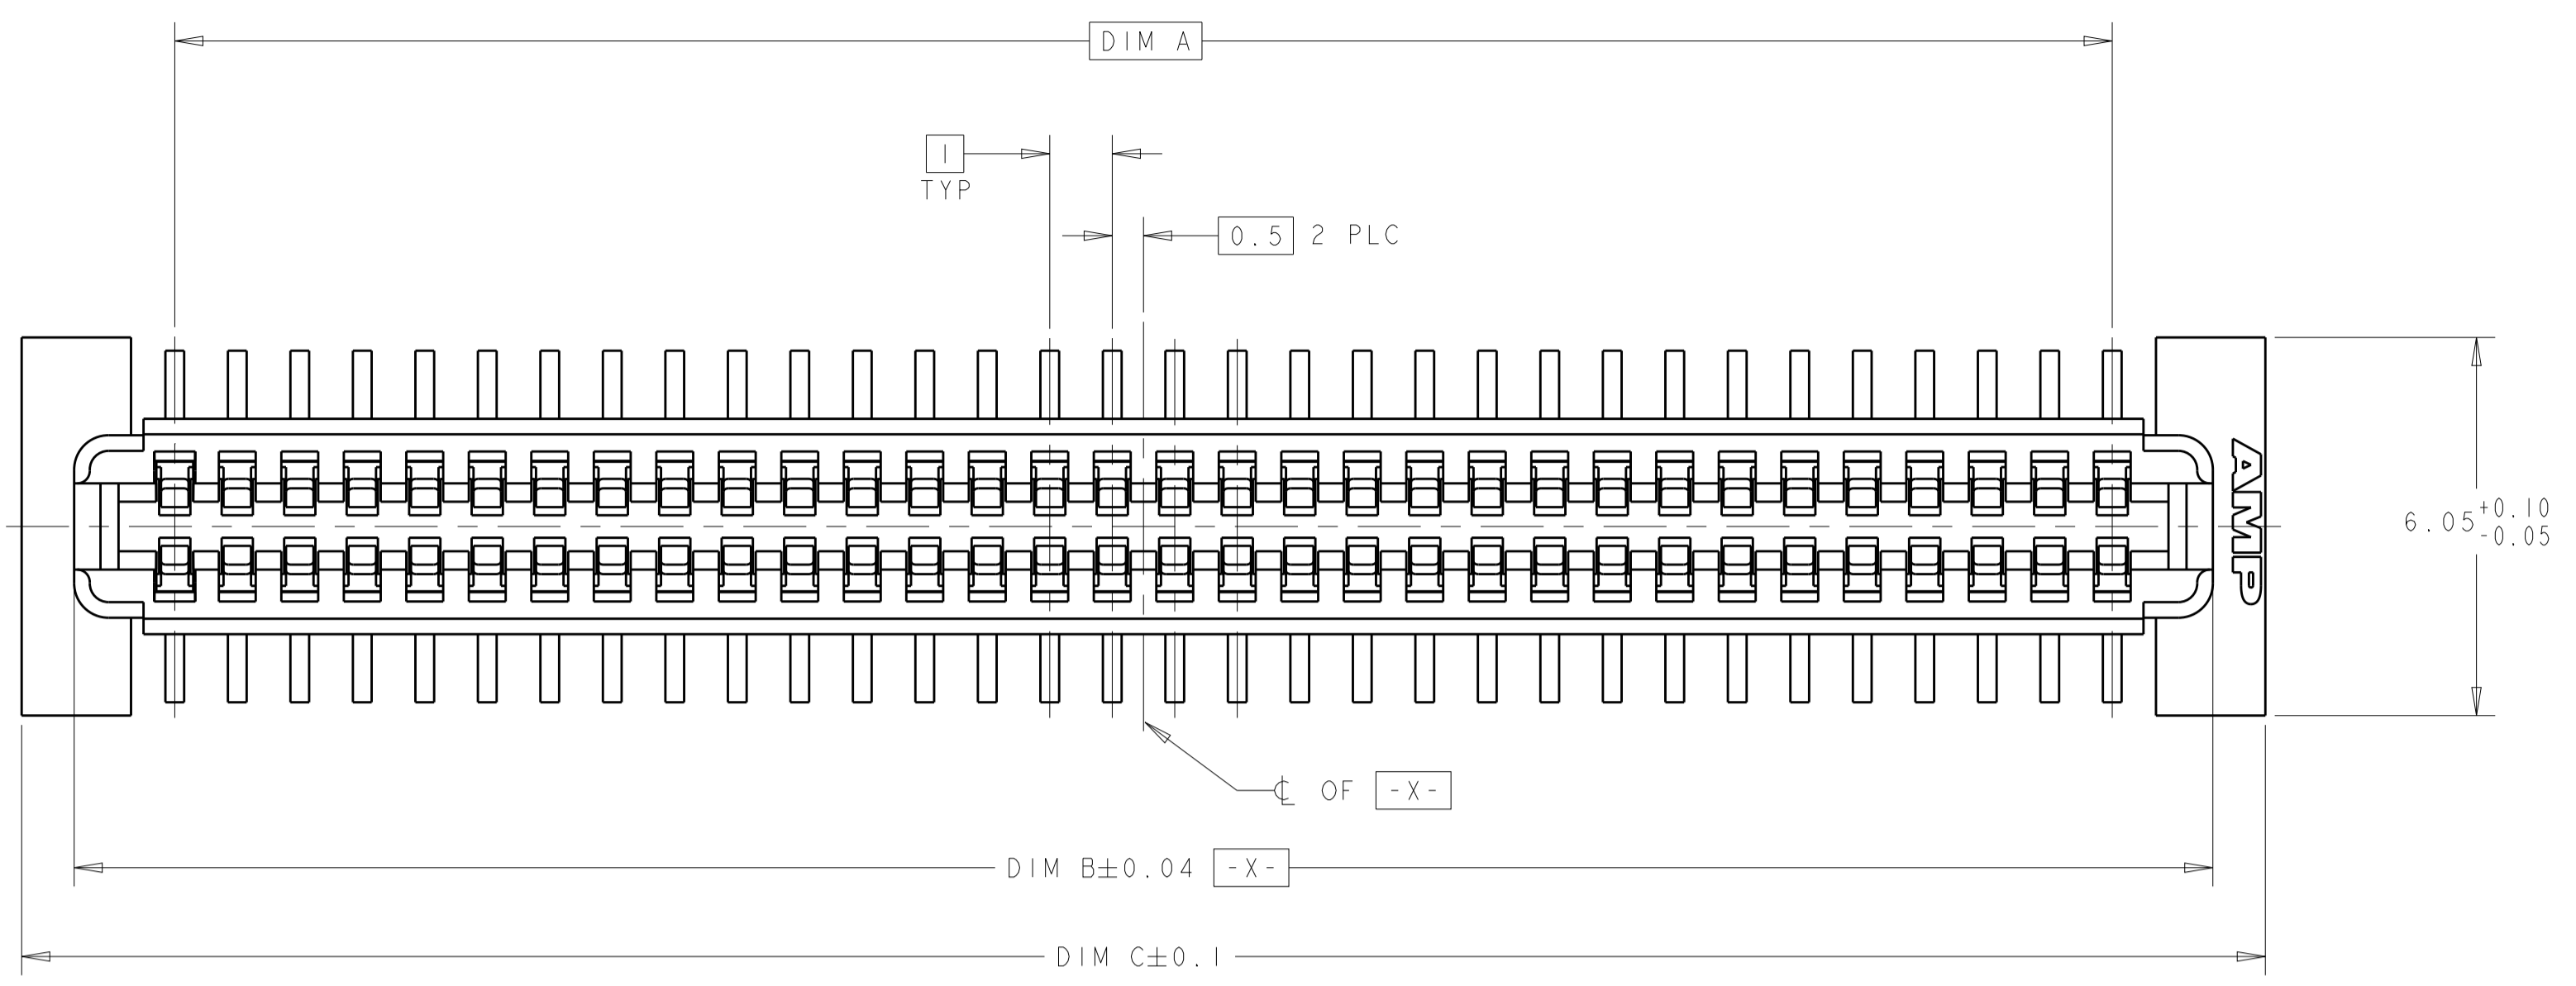 DIM A
1
TYP
0.5 2 PLC
AMP
6.05 +0.10
-0.05
℄ OF -X-
DIM B±0.04 -X-
DIM C±0.1